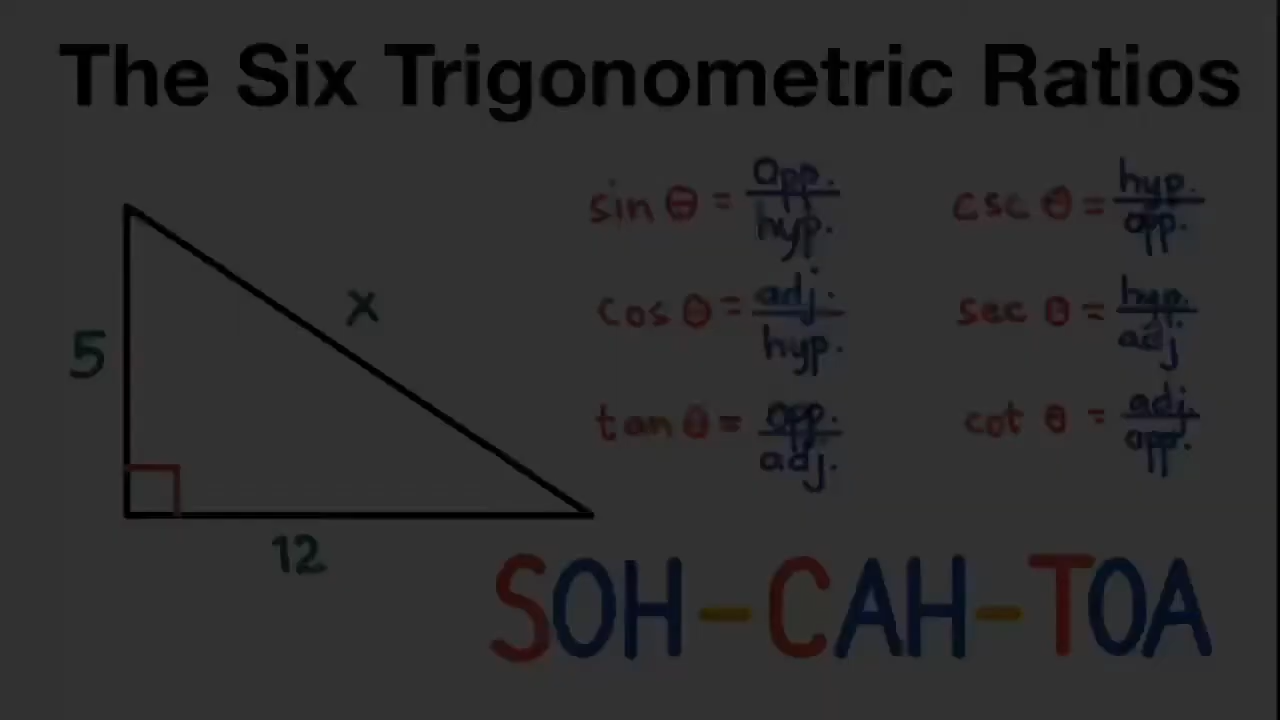 The Six Trigonometric Ratios
5
x
12
sin θ = opp. / hyp.
csc θ = hyp. / opp.
cos θ = adj. / hyp.
sec θ = hyp. / adj
tan θ = opp. / adj.
cot θ = adj. / opp.
SOH-CAH-TOA